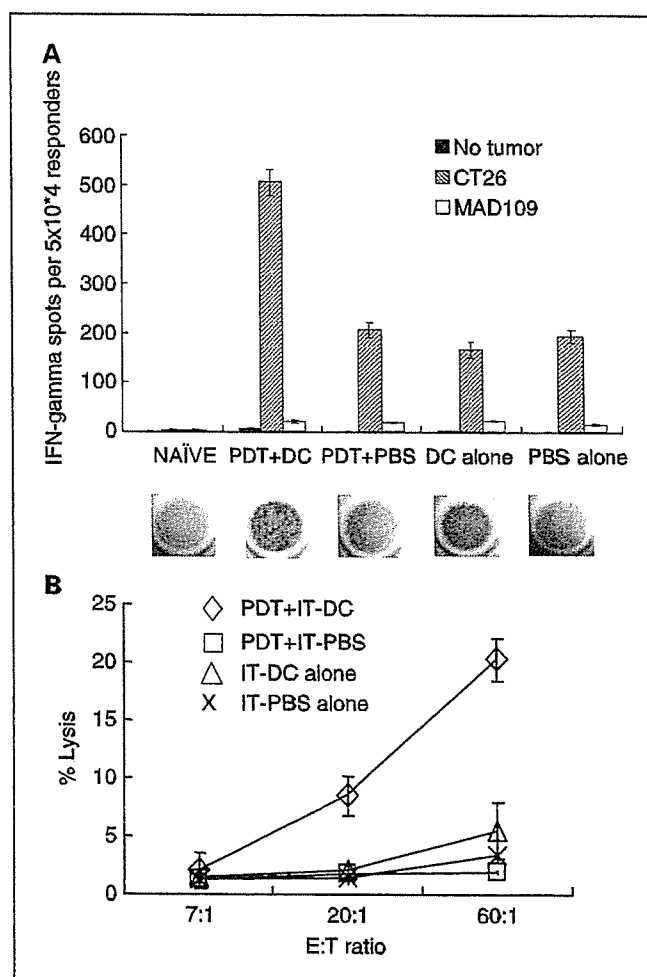 A
IFN-gamma spots per 5x10*4 responders
600
500
400
300
200
100
0
No tumor
CT26
MAD109
NAÏVE PDT+DC PDT+PBS DC alone PBS alone
B
% Lysis
25
20
15
10
5
0
PDT+IT-DC
PDT+IT-PBS
IT-DC alone
IT-PBS alone
7:1 20:1 60:1
E:T ratio